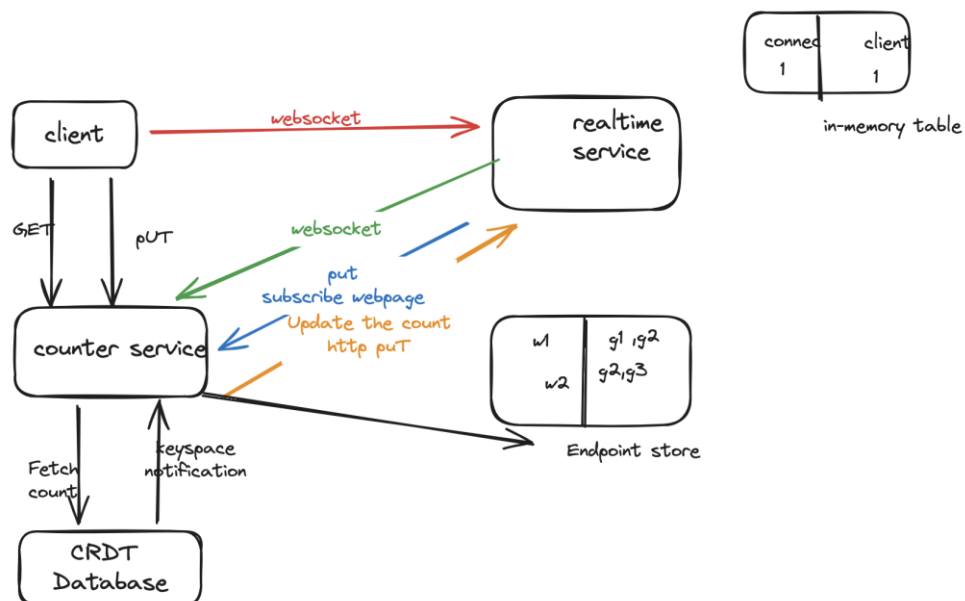 connec
client
1
1
in-memory table
client
websocket
realtime
service
GET
pUT
websocket
put
subscribe webpage
Update the count
http puT
counter service
w1
g1 ,g2
w2
g2,g3
Endpoint store
Fetch
count
keyspace
notification
CRDT
Database